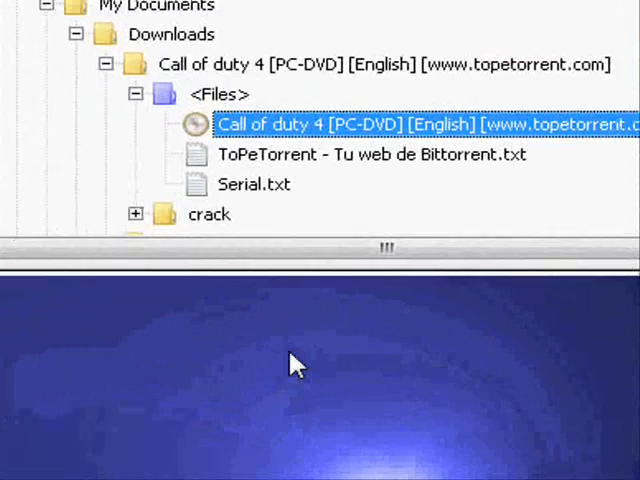 My Documents
Downloads
Call of duty 4 [PC-DVD] [English] [www.topetorrent.com]
<Files>
Call of duty 4 [PC-DVD] [English] [www.topetorrent.c
ToPeTorrent - Tu web de Bittorrent.txt
Serial.txt
crack